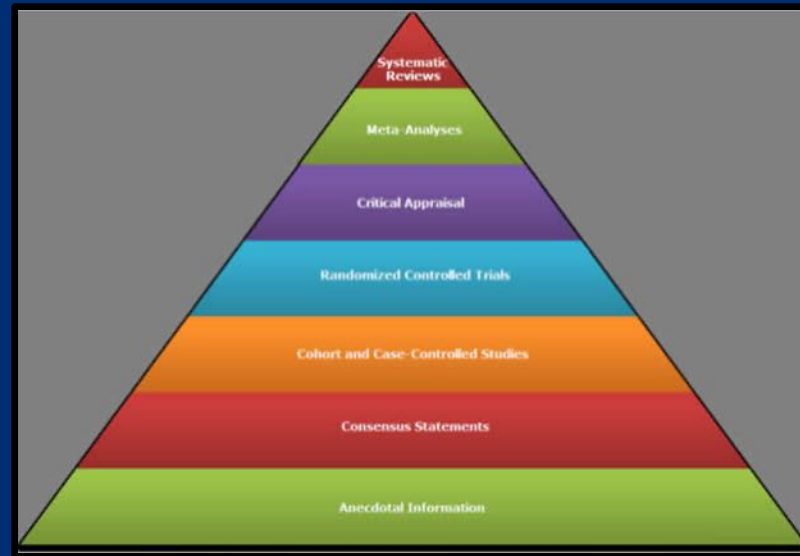 Systematic
Reviews
Meta-Analyses
Critical Appraisal
Randomized Controlled Trials
Cohort and Case-Controlled Studies
Consensus Statements
Anecdotal Information